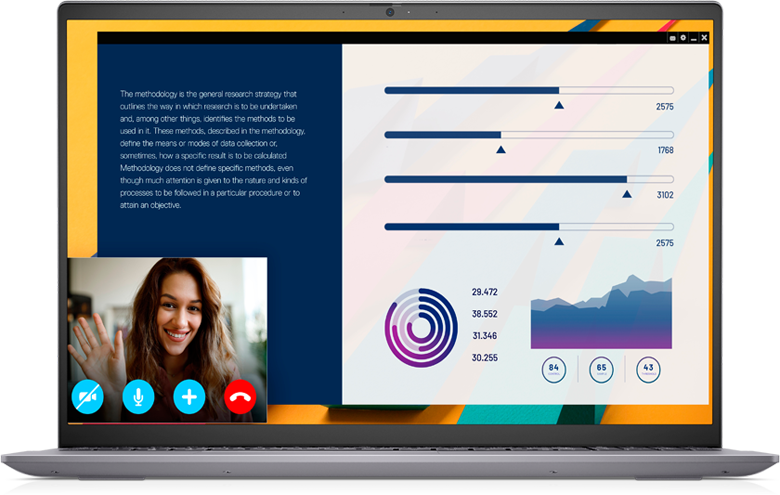 The methodology is the general research strategy that
outlines the way in which research is to be undertaken
and, among other things, identifies the methods to be
used in it. These methods, described in the methodology,
define the means or modes of data collection or,
sometimes, how a specific result is to be calculated
Methodology does not define specific methods, even
though much attention is given to the nature and kinds of
processes to be followed in a particular procedure or to
attain an objective.
2575
1768
3102
2575
29.472
38.552
31.346
30.255
84
65
43